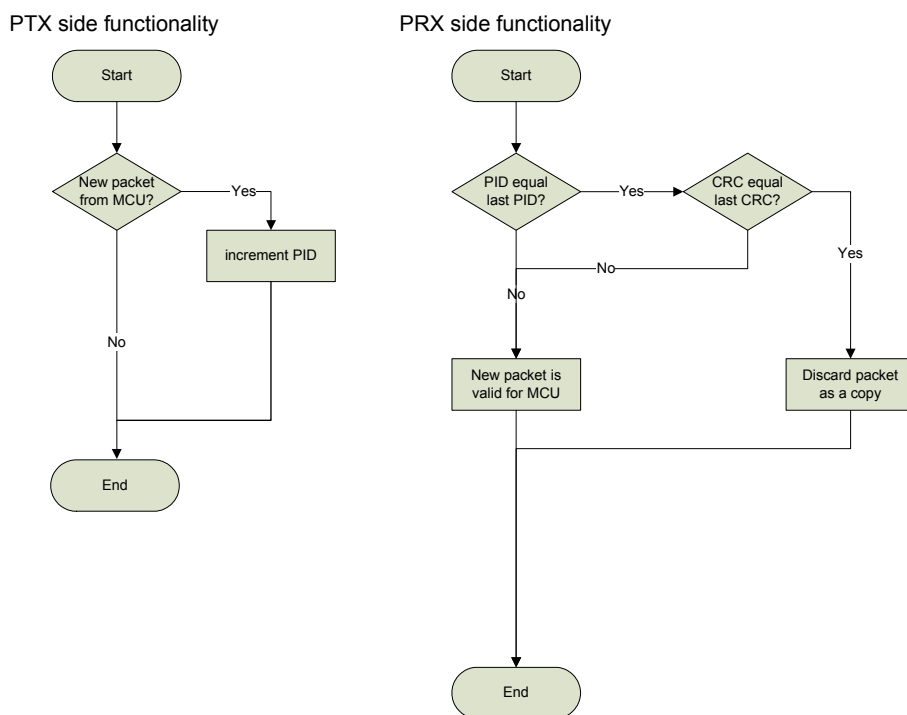 PTX side functionality
Start
New packet
from MCU?
Yes
increment PID
No
End
PRX side functionality
Start
PID equal
last PID?
Yes
CRC equal
last CRC?
No
Yes
No
New packet is
valid for MCU
Discard packet
as a copy
End